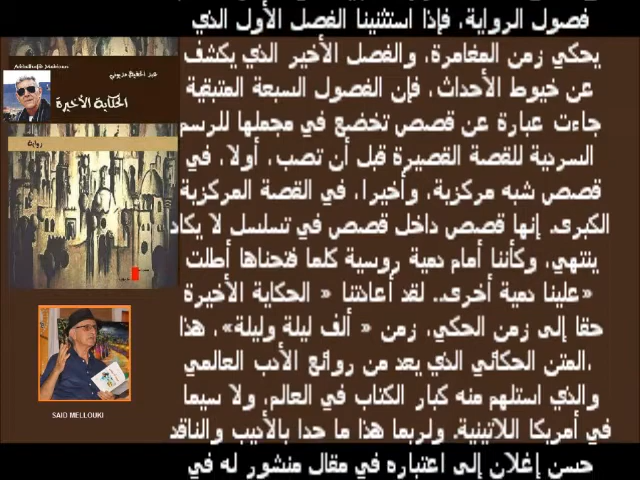 فصول الرواية، فإذا استثنينا الفصل الأول الذي
يحكي زمن المغامرة، والفصل الأخير الذي يكشف
عن خيوط الأحداث، فإن الفصول السبعة المتبقية
جاءت عبارة عن قصص تخضع في مجملها للرسم
السردية للقصة القصيرة قبل أن تصب، أولا، في
قصص شبه مركزية، وأخيرا، في القصة المركزية
الكبرى. إنها قصص داخل قصص في تسلسل لا يكاد
ينتهي، وكأننا أمام دمية روسية كلما فتحناها أطلت
«علينا دمية أخرى.. لقد أعادتنا « الحكاية الأخيرة
حقا إلى زمن الحكي، زمن « ألف ليلة وليلة»، هذا
،المتن الحكائي الذي يعد من روائع الأدب العالمي
والذي استلهم منه كبار الكتاب في العالم، ولا سيما
في أمريكا اللاتينية. ولربما هذا ما حدا بالأديب والناقد
حسن إغلان إلى اعتباره في مقال منشور له في
عبد الحفيظ مديوني
الحكاية الأخيرة
رواية
SAID MELLOUKI